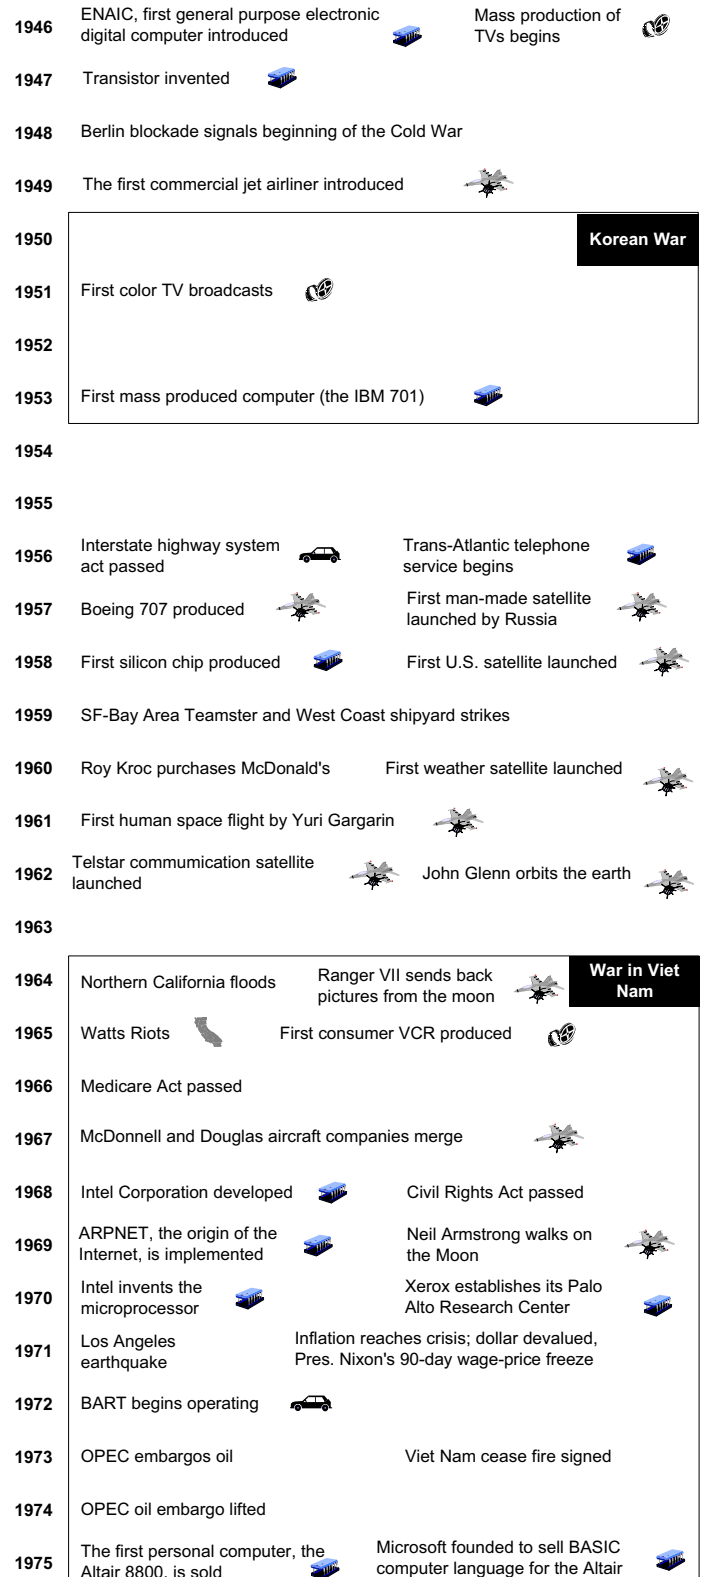 1946
ENAIC, first general purpose electronic
digital computer introduced
Mass production of
TVs begins
1947
Transistor invented
1948
Berlin blockade signals beginning of the Cold War
1949
The first commercial jet airliner introduced
1950
Korean War
1951
First color TV broadcasts
1952
1953
First mass produced computer (the IBM 701)
1954
1955
1956
Interstate highway system
act passed
Trans-Atlantic telephone
service begins
1957
Boeing 707 produced
First man-made satellite
launched by Russia
1958
First silicon chip produced
First U.S. satellite launched
1959
SF-Bay Area Teamster and West Coast shipyard strikes
1960
Roy Kroc purchases McDonald's
First weather satellite launched
1961
First human space flight by Yuri Gargarin
1962
Telstar commumication satellite
launched
John Glenn orbits the earth
1963
1964
Northern California floods
Ranger VII sends back
pictures from the moon
War in Viet
Nam
1965
Watts Riots
First consumer VCR produced
1966
Medicare Act passed
1967
McDonnell and Douglas aircraft companies merge
1968
Intel Corporation developed
Civil Rights Act passed
1969
ARPNET, the origin of the
Internet, is implemented
Neil Armstrong walks on
the Moon
1970
Intel invents the
microprocessor
Xerox establishes its Palo
Alto Research Center
1971
Los Angeles
earthquake
Inflation reaches crisis; dollar devalued,
Pres. Nixon's 90-day wage-price freeze
1972
BART begins operating
1973
OPEC embargos oil
Viet Nam cease fire signed
1974
OPEC oil embargo lifted
1975
The first personal computer, the
Altair 8800, is sold
Microsoft founded to sell BASIC
computer language for the Altair